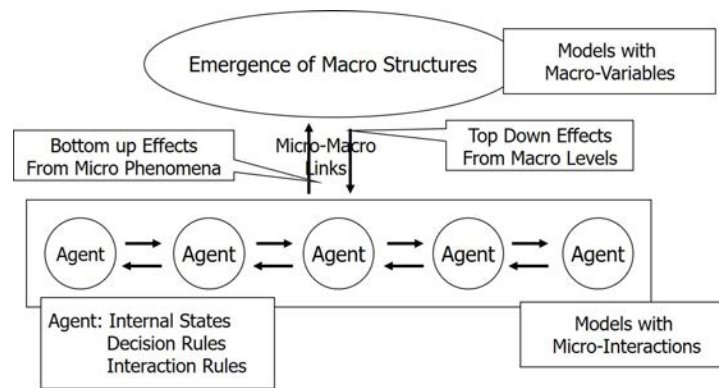 Emergence of Macro Structures
Models with
Macro-Variables
Bottom up Effects
From Micro Phenomena
Micro-Macro
Links
Top Down Effects
From Macro Levels
Agent
Agent
Agent
Agent
Agent
Agent: Internal States
Decision Rules
Interaction Rules
Models with
Micro-Interactions